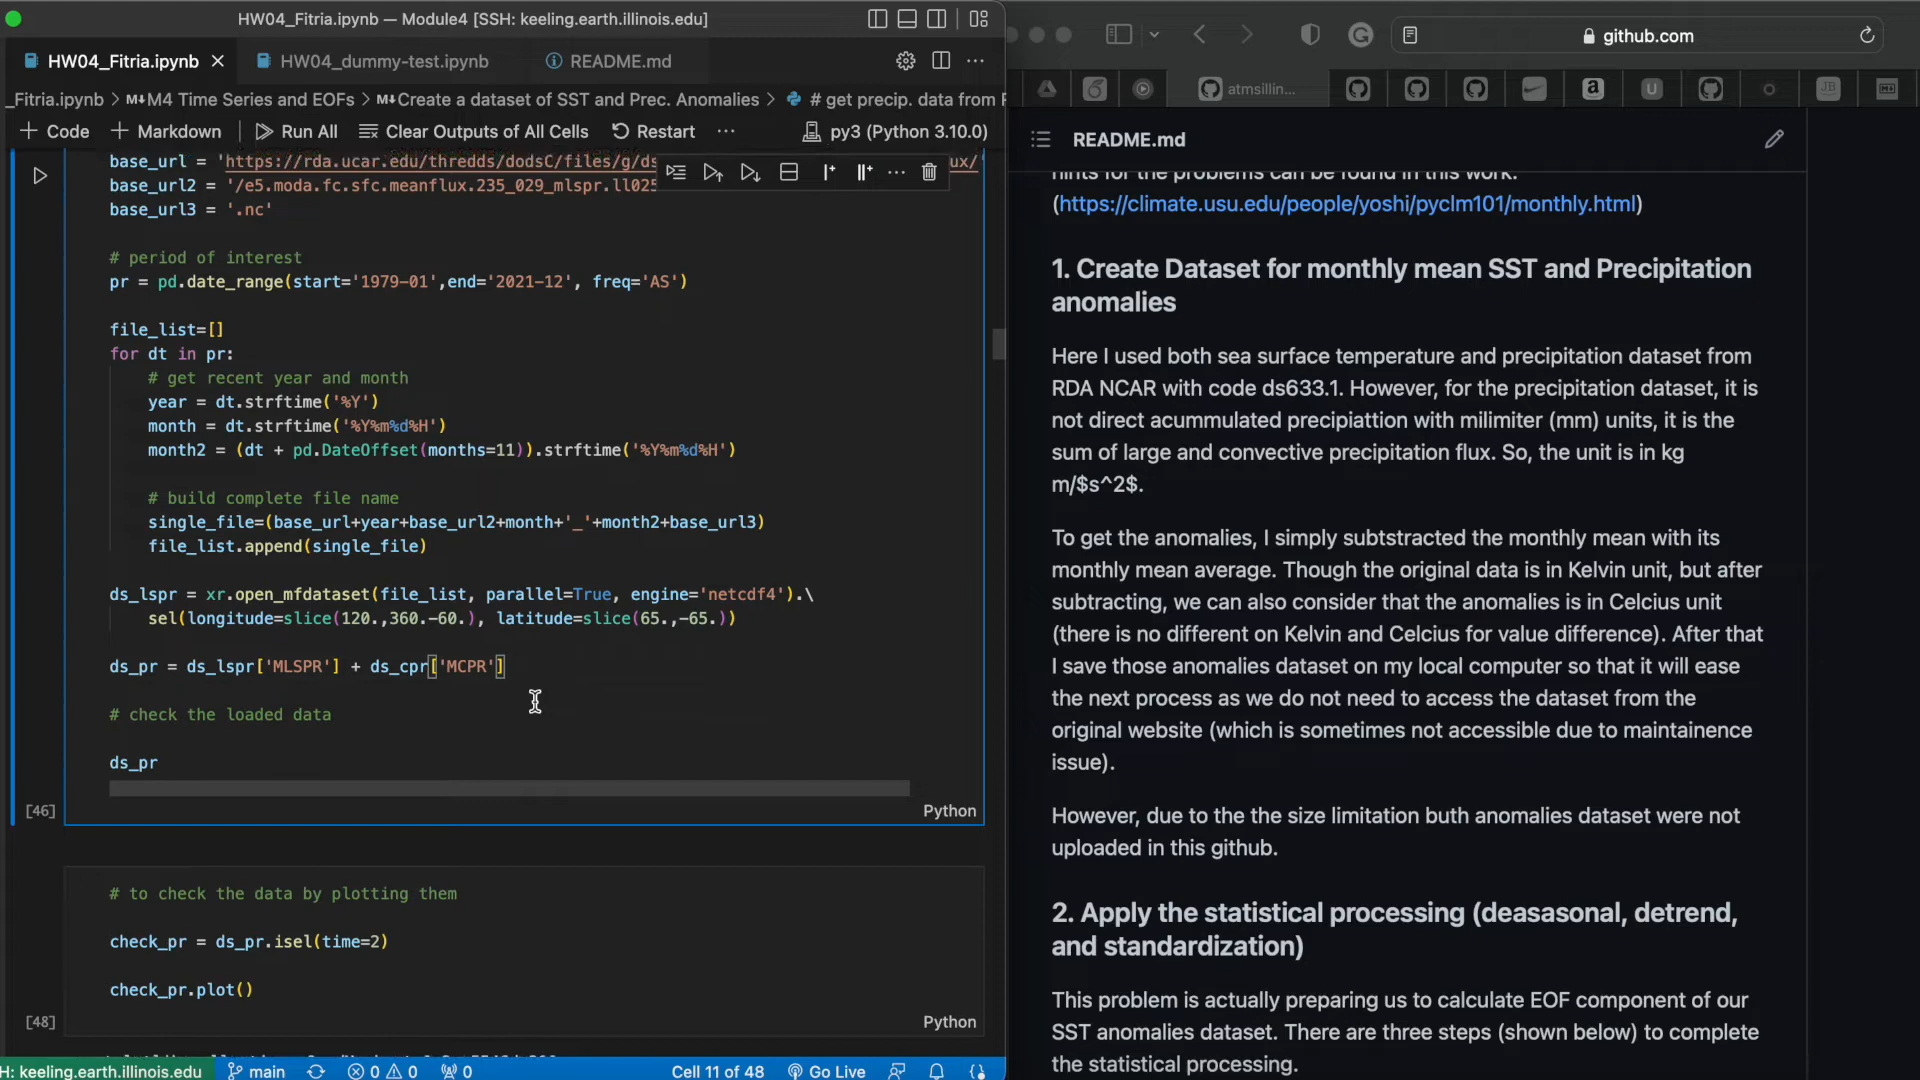 HW04_Fitria.ipynb — Module4 [SSH: keeling.earth.illinois.edu]
HW04_Fitria.ipynb
HW04_dummy-test.ipynb
README.md
_Fitria.ipynb > M4 Time Series and EOFs > Create a dataset of SST and Prec. Anomalies > # get precip. data from
+ Code + Markdown Run All Clear Outputs of All Cells Restart ... py3 (Python 3.10.0)
base_url = 'https://rda.ucar.edu/thredds/dodsC/files/g/ds
ux/'
base_url2 = '/e5.moda.fc.sfc.meanflux.235_029_mlspr.ll025
base_url3 = '.nc'
# period of interest
pr = pd.date_range(start='1979-01',end='2021-12', freq='AS')
file_list=[]
for dt in pr:
# get recent year and month
year = dt.strftime('%Y')
month = dt.strftime('%Y%m%d%H')
month2 = (dt + pd.DateOffset(months=11)).strftime('%Y%m%d%H')
# build complete file name
single_file=(base_url+year+base_url2+month+'_'+month2+base_url3)
file_list.append(single_file)
ds_lspr = xr.open_mfdataset(file_list, parallel=True, engine='netcdf4').\
sel(longitude=slice(120.,360.-60.), latitude=slice(65.,-65.))
ds_pr = ds_lspr['MLSPR'] + ds_cpr['MCPR']
# check the loaded data
ds_pr
[46]
Python
# to check the data by plotting them
check_pr = ds_pr.isel(time=2)
check_pr.plot()
[48]
Python
H: keeling.earth.illinois.edu main 0 0 0 Cell 11 of 48 Go Live
github.com
atmsillin...
README.md
hints for the problems can be found in this work.
(https://climate.usu.edu/people/yoshi/pyclm101/monthly.html)
1. Create Dataset for monthly mean SST and Precipitation
anomalies
Here I used both sea surface temperature and precipitation dataset from
RDA NCAR with code ds633.1. However, for the precipitation dataset, it is
not direct acummulated precipiattion with milimiter (mm) units, it is the
sum of large and convective precipitation flux. So, the unit is in kg
m/$s^2$.
To get the anomalies, I simply subtstracted the monthly mean with its
monthly mean average. Though the original data is in Kelvin unit, but after
subtracting, we can also consider that the anomalies is in Celcius unit
(there is no different on Kelvin and Celcius for value difference). After that
I save those anomalies dataset on my local computer so that it will ease
the next process as we do not need to access the dataset from the
original website (which is sometimes not accessible due to maintainence
issue).
However, due to the the size limitation buth anomalies dataset were not
uploaded in this github.
2. Apply the statistical processing (deasasonal, detrend,
and standardization)
This problem is actually preparing us to calculate EOF component of our
SST anomalies dataset. There are three steps (shown below) to complete
the statistical processing.